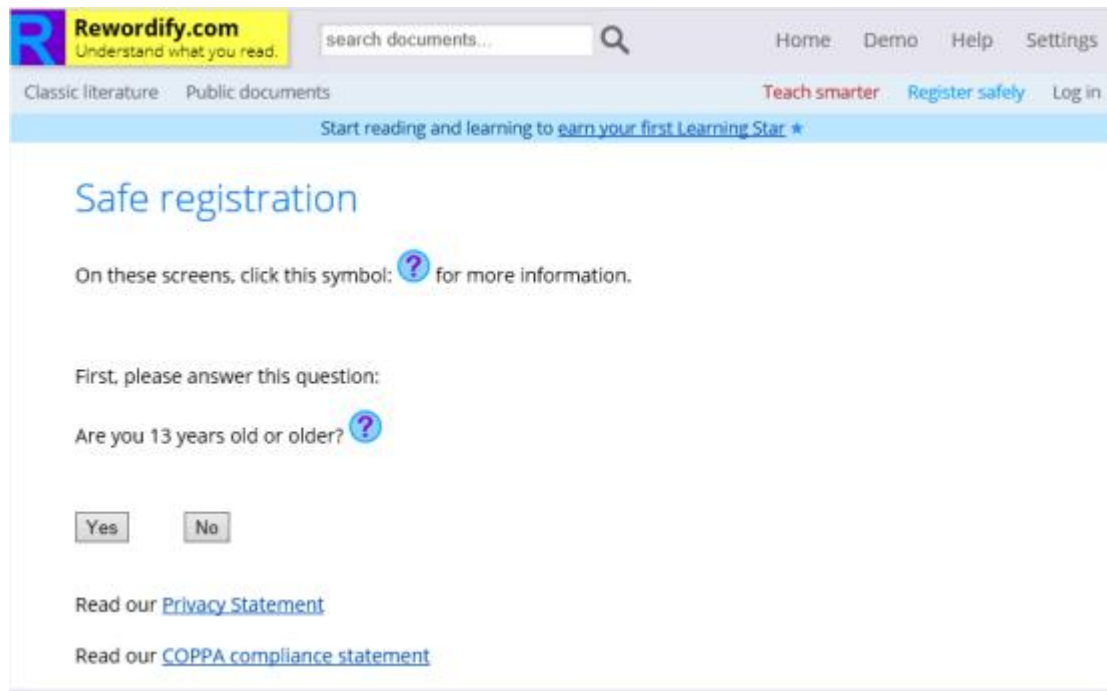 R Rewordify.com
Understand what you read.
search documents...
Home Demo Help Settings
Classic literature Public documents
Teach smarter Register safely Log in
Start reading and learning to earn your first Learning Star ★
Safe registration
On these screens, click this symbol: ? for more information.
First, please answer this question:
Are you 13 years old or older? ?
Yes No
Read our Privacy Statement
Read our COPPA compliance statement